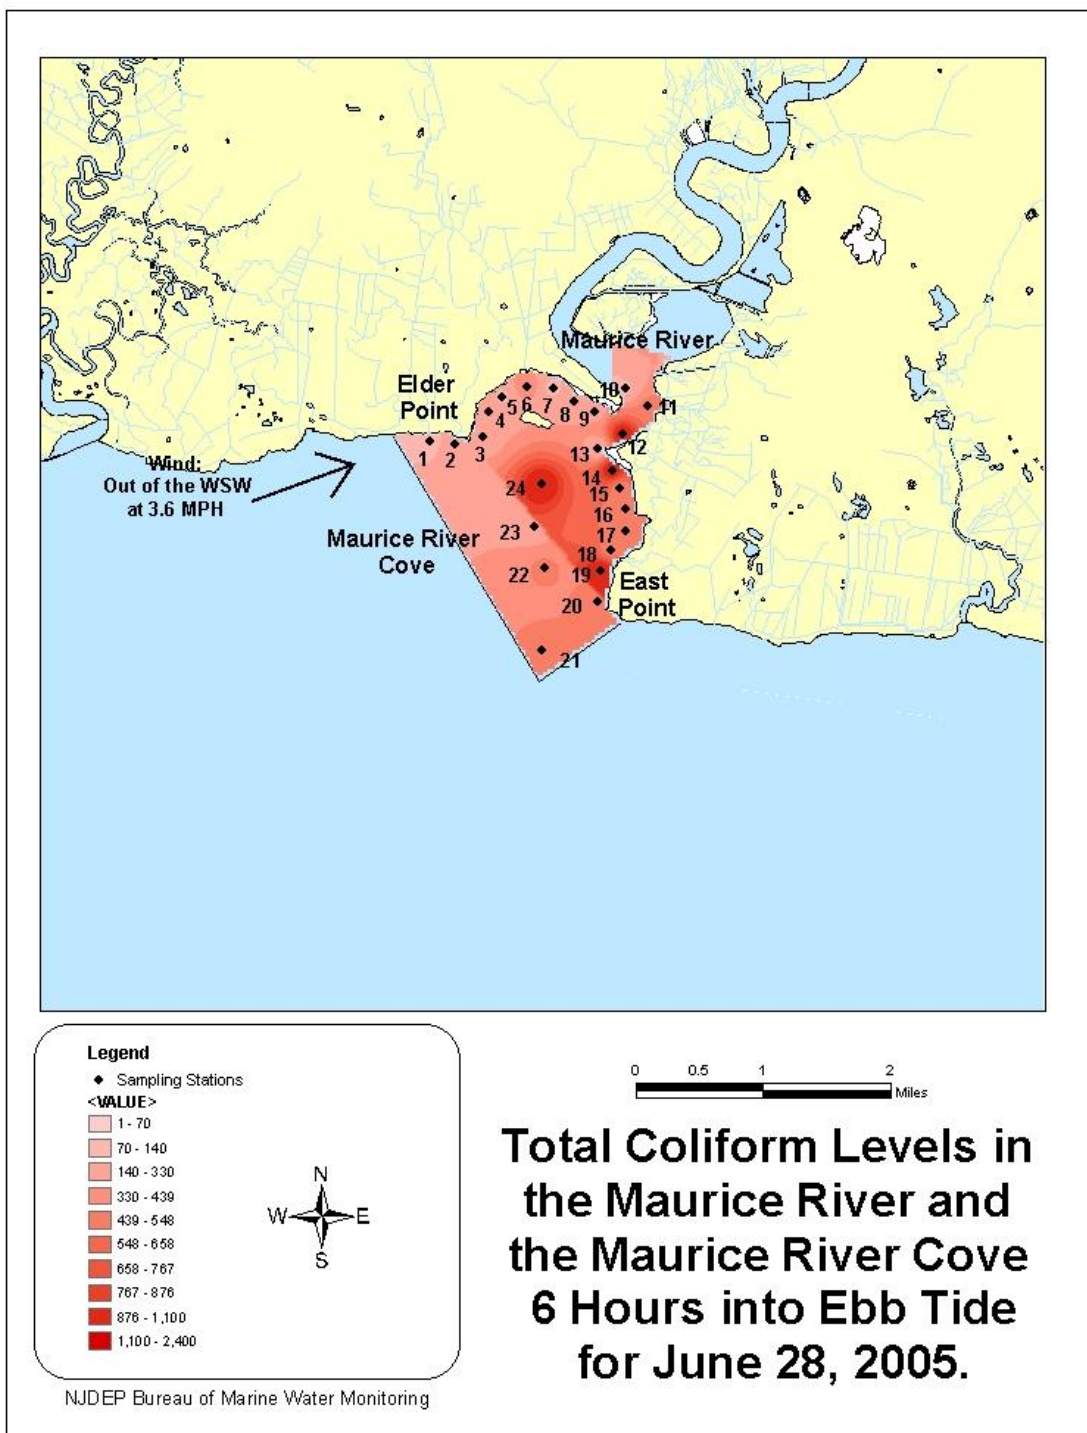 Maurice River
Elder
Point
10
11
12
13
14
15
16
17
18
19
20
21
22
23
24
1
2
3
4
5
6
7
8
9
Wind:
Out of the WSW
at 3.6 MPH
Maurice River
Cove
East
Point
Legend
Sampling Stations
<VALUE>
1 - 70
70 - 140
140 - 330
330 - 439
439 - 548
548 - 658
658 - 767
767 - 876
876 - 1,100
1,100 - 2,400
N
W E
S
NJDEP Bureau of Marine Water Monitoring
0 0.5 1 2
Miles
Total Coliform Levels in
the Maurice River and
the Maurice River Cove
6 Hours into Ebb Tide
for June 28, 2005.